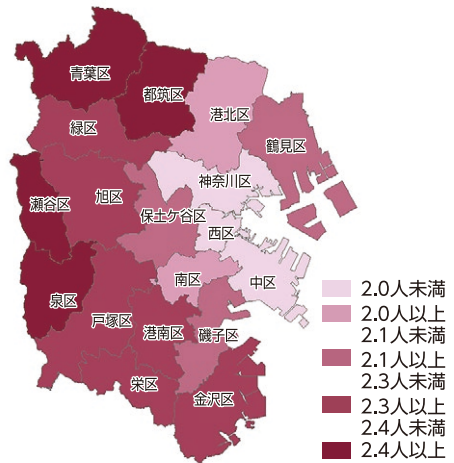 青葉区
都筑区
港北区
緑区
鶴見区
神奈川区
瀬谷区
旭区
保土ケ谷区
西区
南区
中区
泉区
戸塚区
港南区
磯子区
栄区
金沢区
2.0人未満
2.0人以上
2.1人未満
2.1人以上
2.3人未満
2.3人以上
2.4人未満
2.4人以上